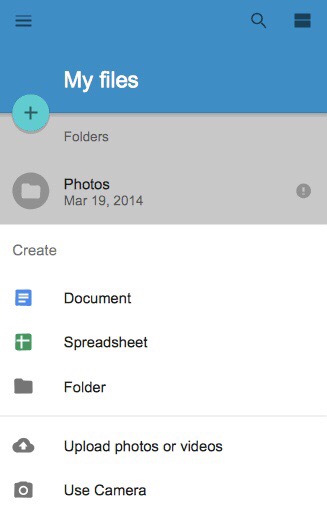 My files
Folders
Photos
Mar 19, 2014
Create
Document
Spreadsheet
Folder
Upload photos or videos
Use Camera